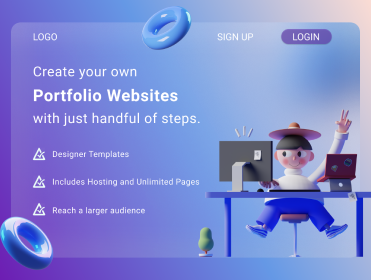 LOGO
SIGN UP
LOGIN
Create your own
Portfolio Websites
with just handful of steps.
Designer Templates
Includes Hosting and Unlimited Pages
Reach a larger audience